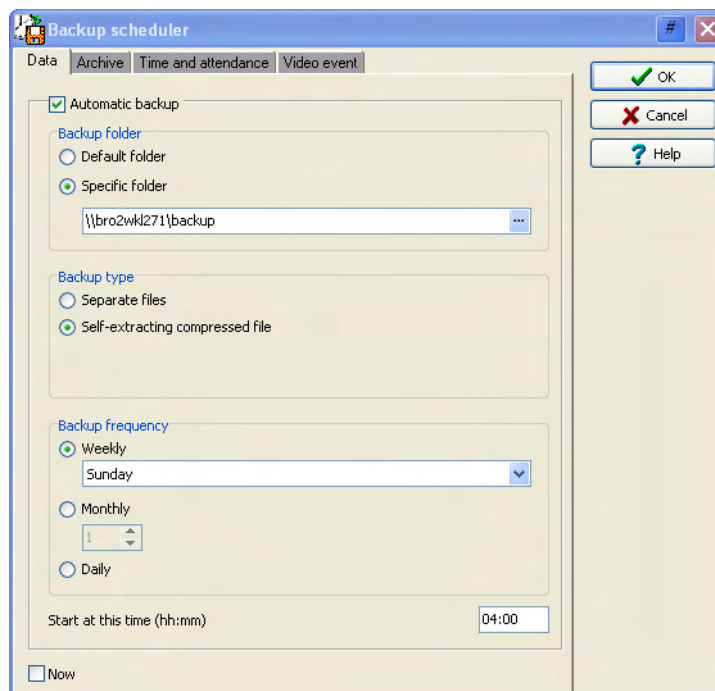 Backup scheduler
#
Data Archive Time and attendance Video event
OK
Cancel
Help
Automatic backup
Backup folder
Default folder
Specific folder
\\bro2wkl271\backup
...
Backup type
Separate files
Self-extracting compressed file
Backup frequency
Weekly
Sunday
Monthly
1
Daily
Start at this time (hh:mm) 04:00
Now